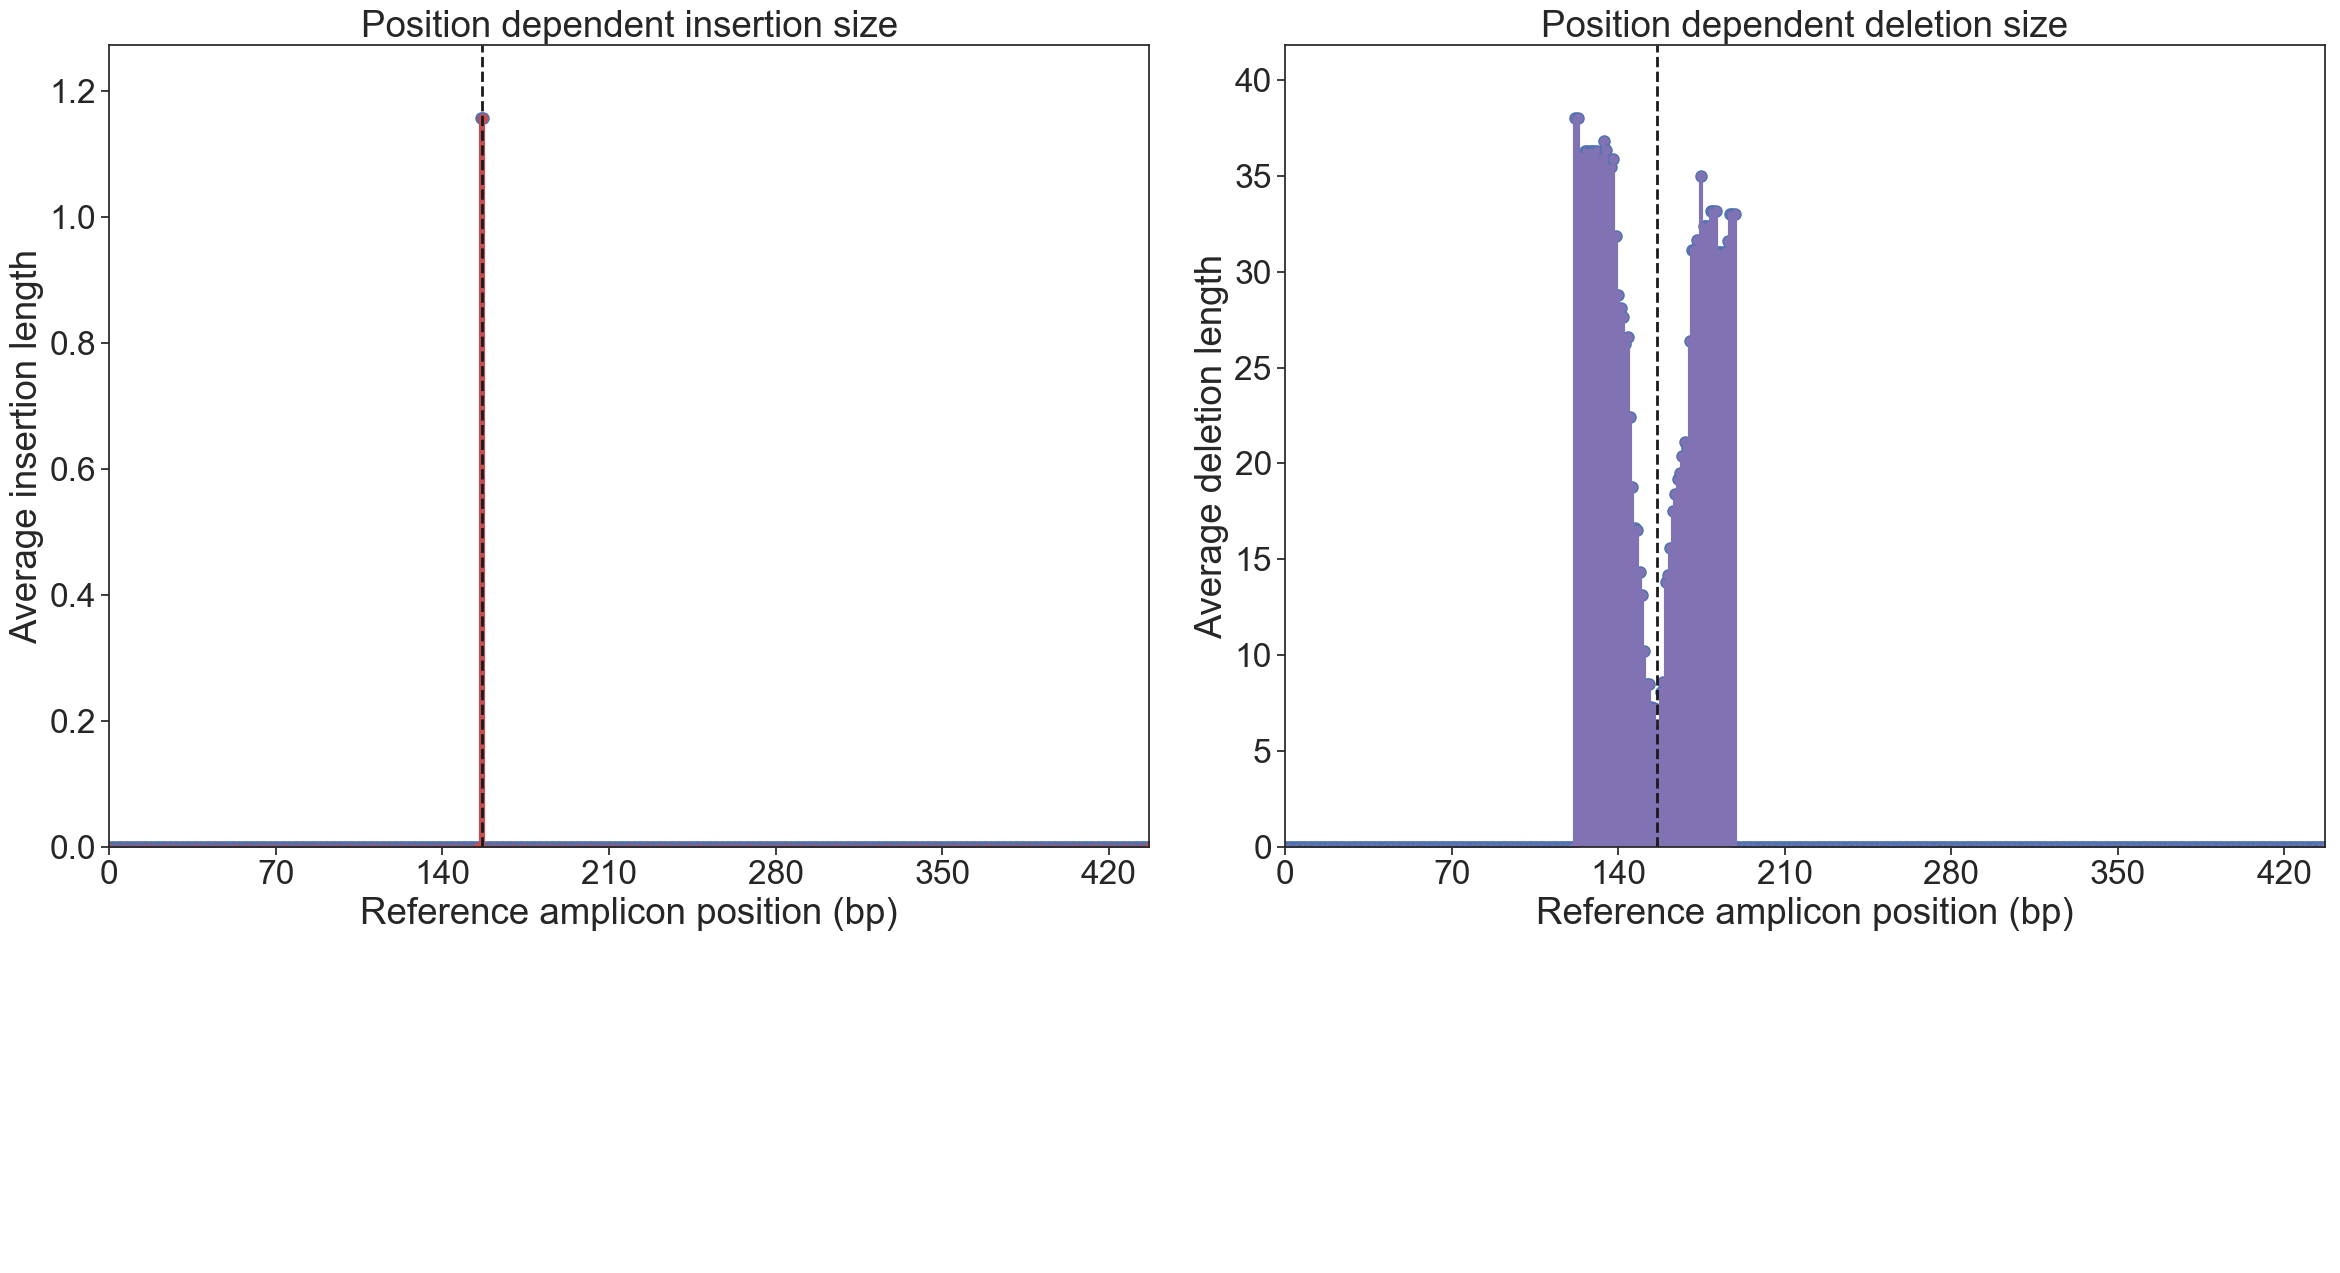 Position dependent insertion size
Average insertion length
1.2
1.0
0.8
0.6
0.4
0.2
0.0
0 70 140 210 280 350 420
Reference amplicon position (bp)
Position dependent deletion size
Average deletion length
40
35
30
25
20
15
10
5
0
0 70 140 210 280 350 420
Reference amplicon position (bp)